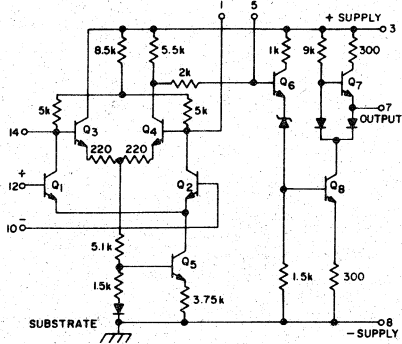 1 5
+ SUPPLY
3
8.5k 5.5k 1k 9k 300
2k
5k 5k
Q6 Q7
14
Q3 Q4
7
OUTPUT
220 220
+
12
Q1 Q2 Q8
−
10
5.1k
Q5
1.5k 3.75k 1.5k 300
SUBSTRATE
8
− SUPPLY